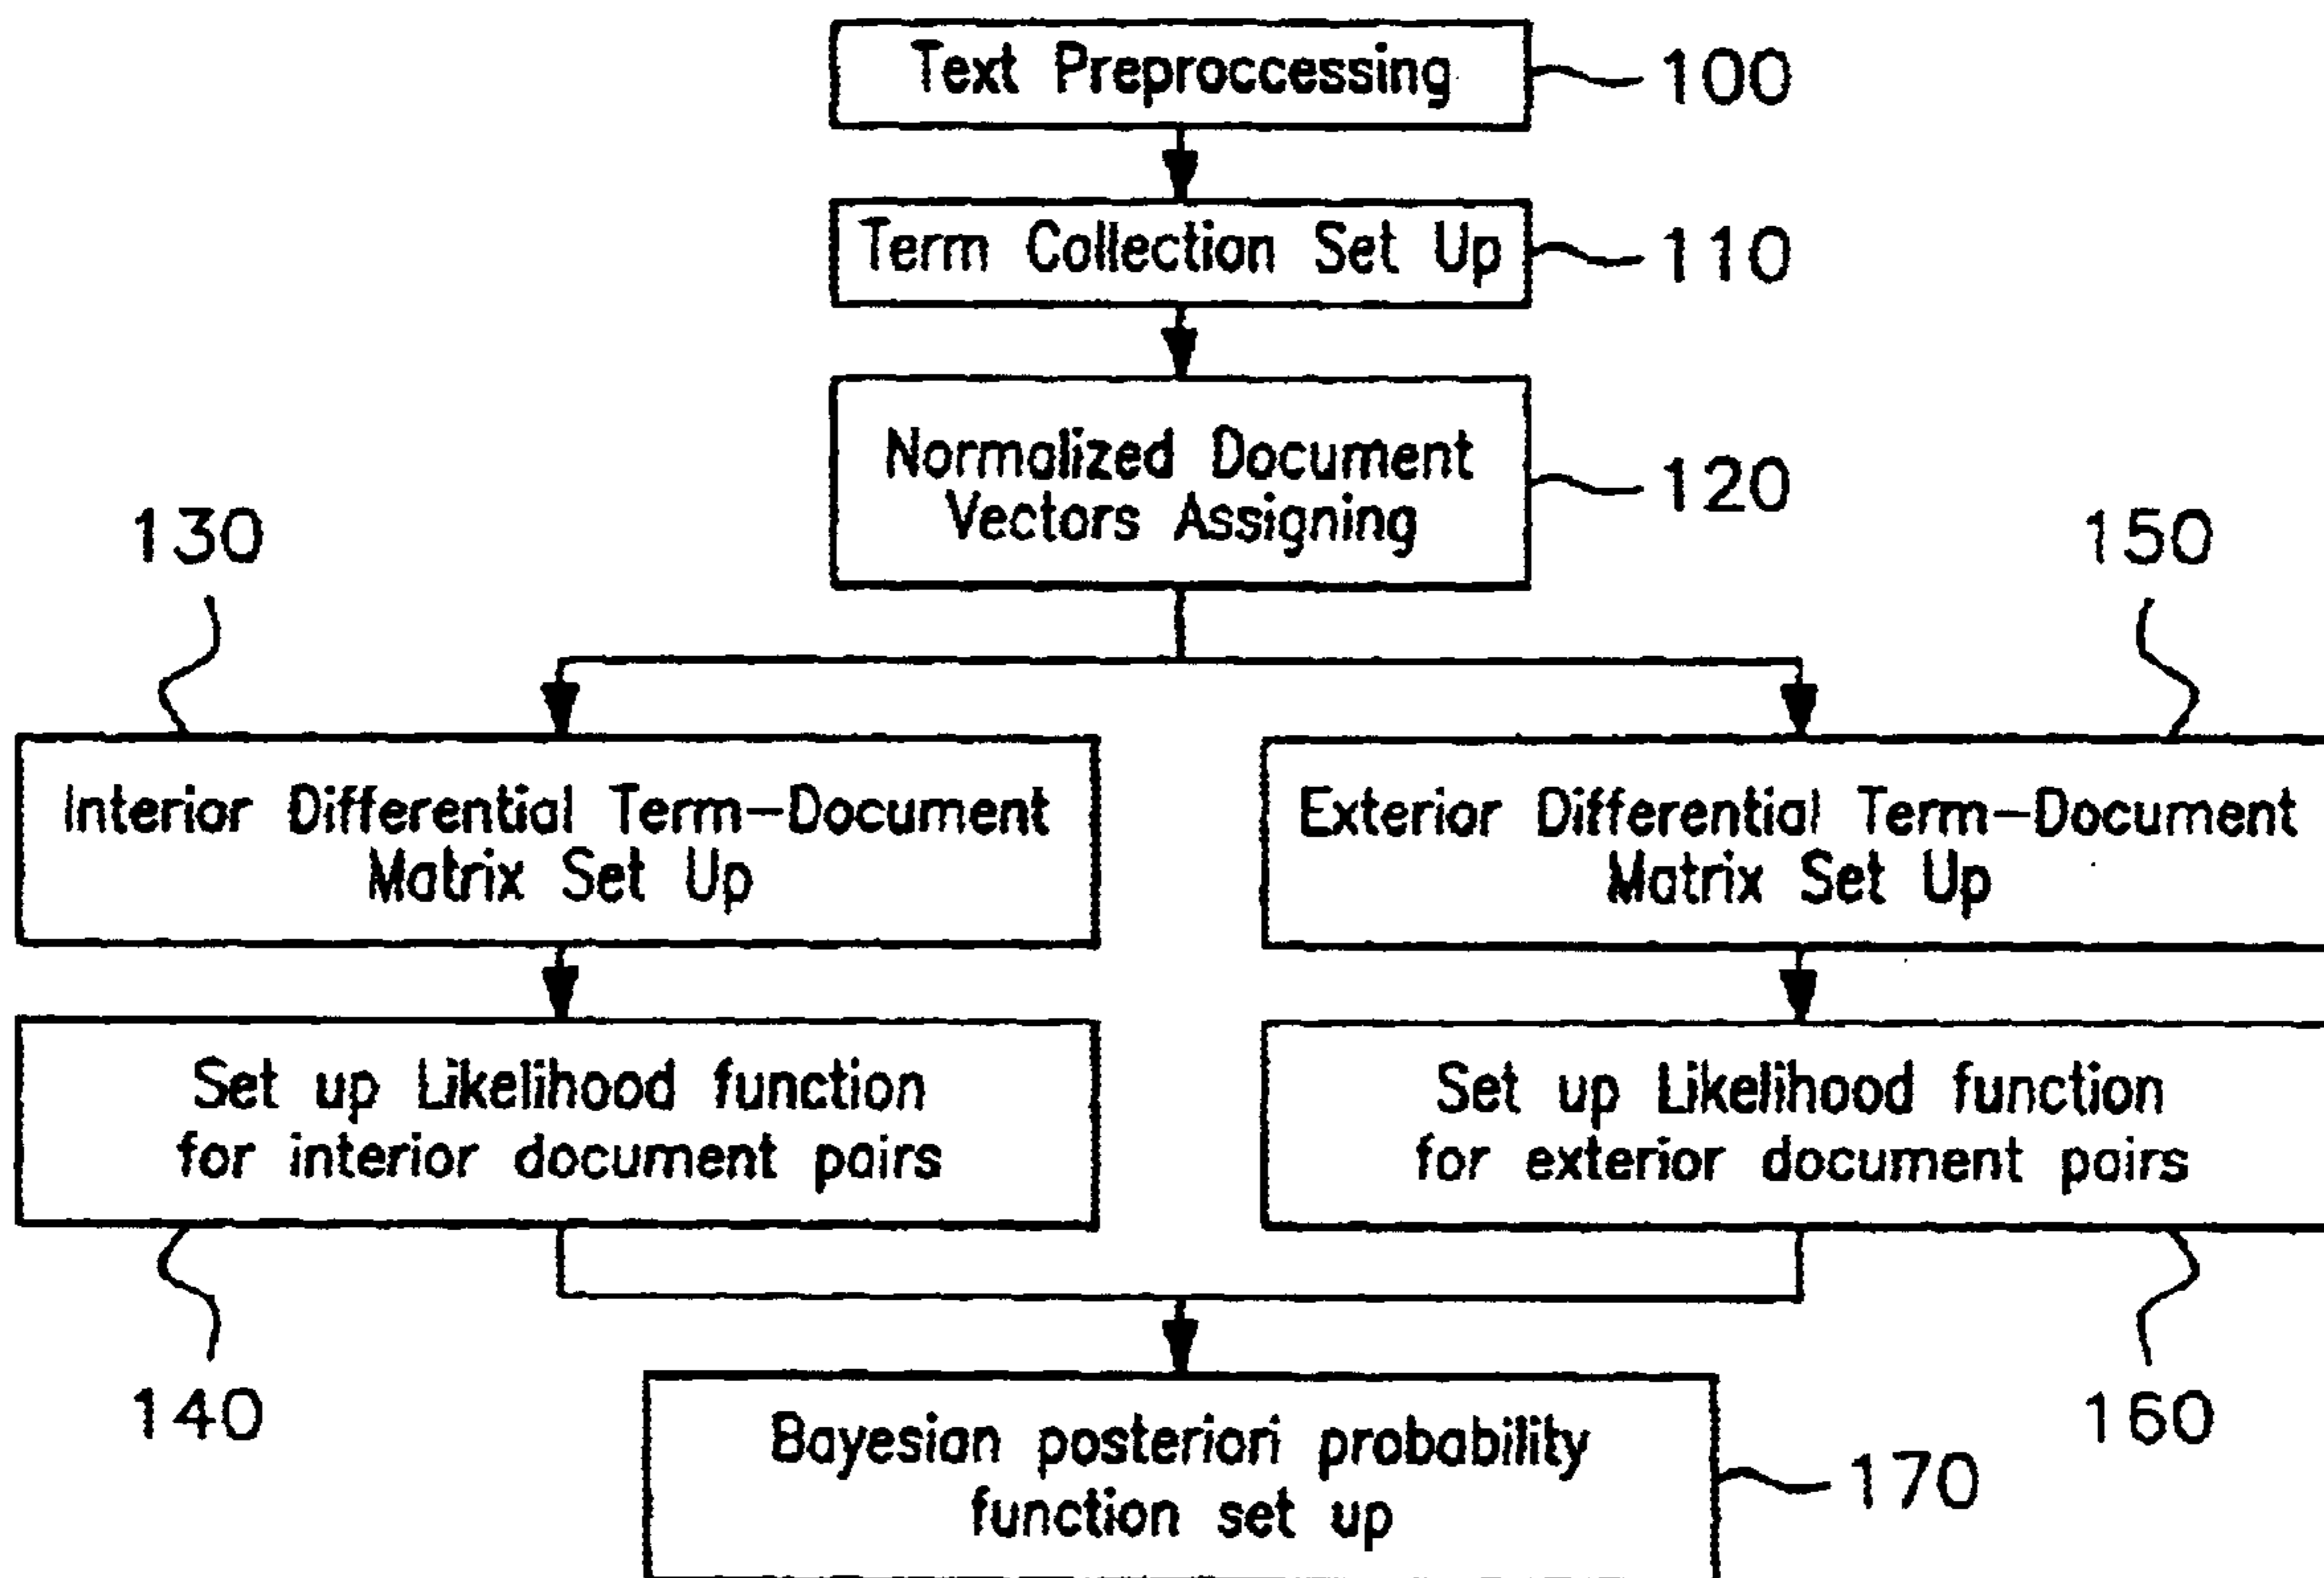 Text Preproccessing
100
Term Collection Set Up
110
Normalized Document
Vectors Assigning
120
130
150
Interior Differential Term-Document
Matrix Set Up
Exterior Differential Term-Document
Matrix Set Up
Set up Likelihood function
for interior document pairs
Set up Likelihood function
for exterior document pairs
140
160
Bayesian posteriori probability
function set up
170